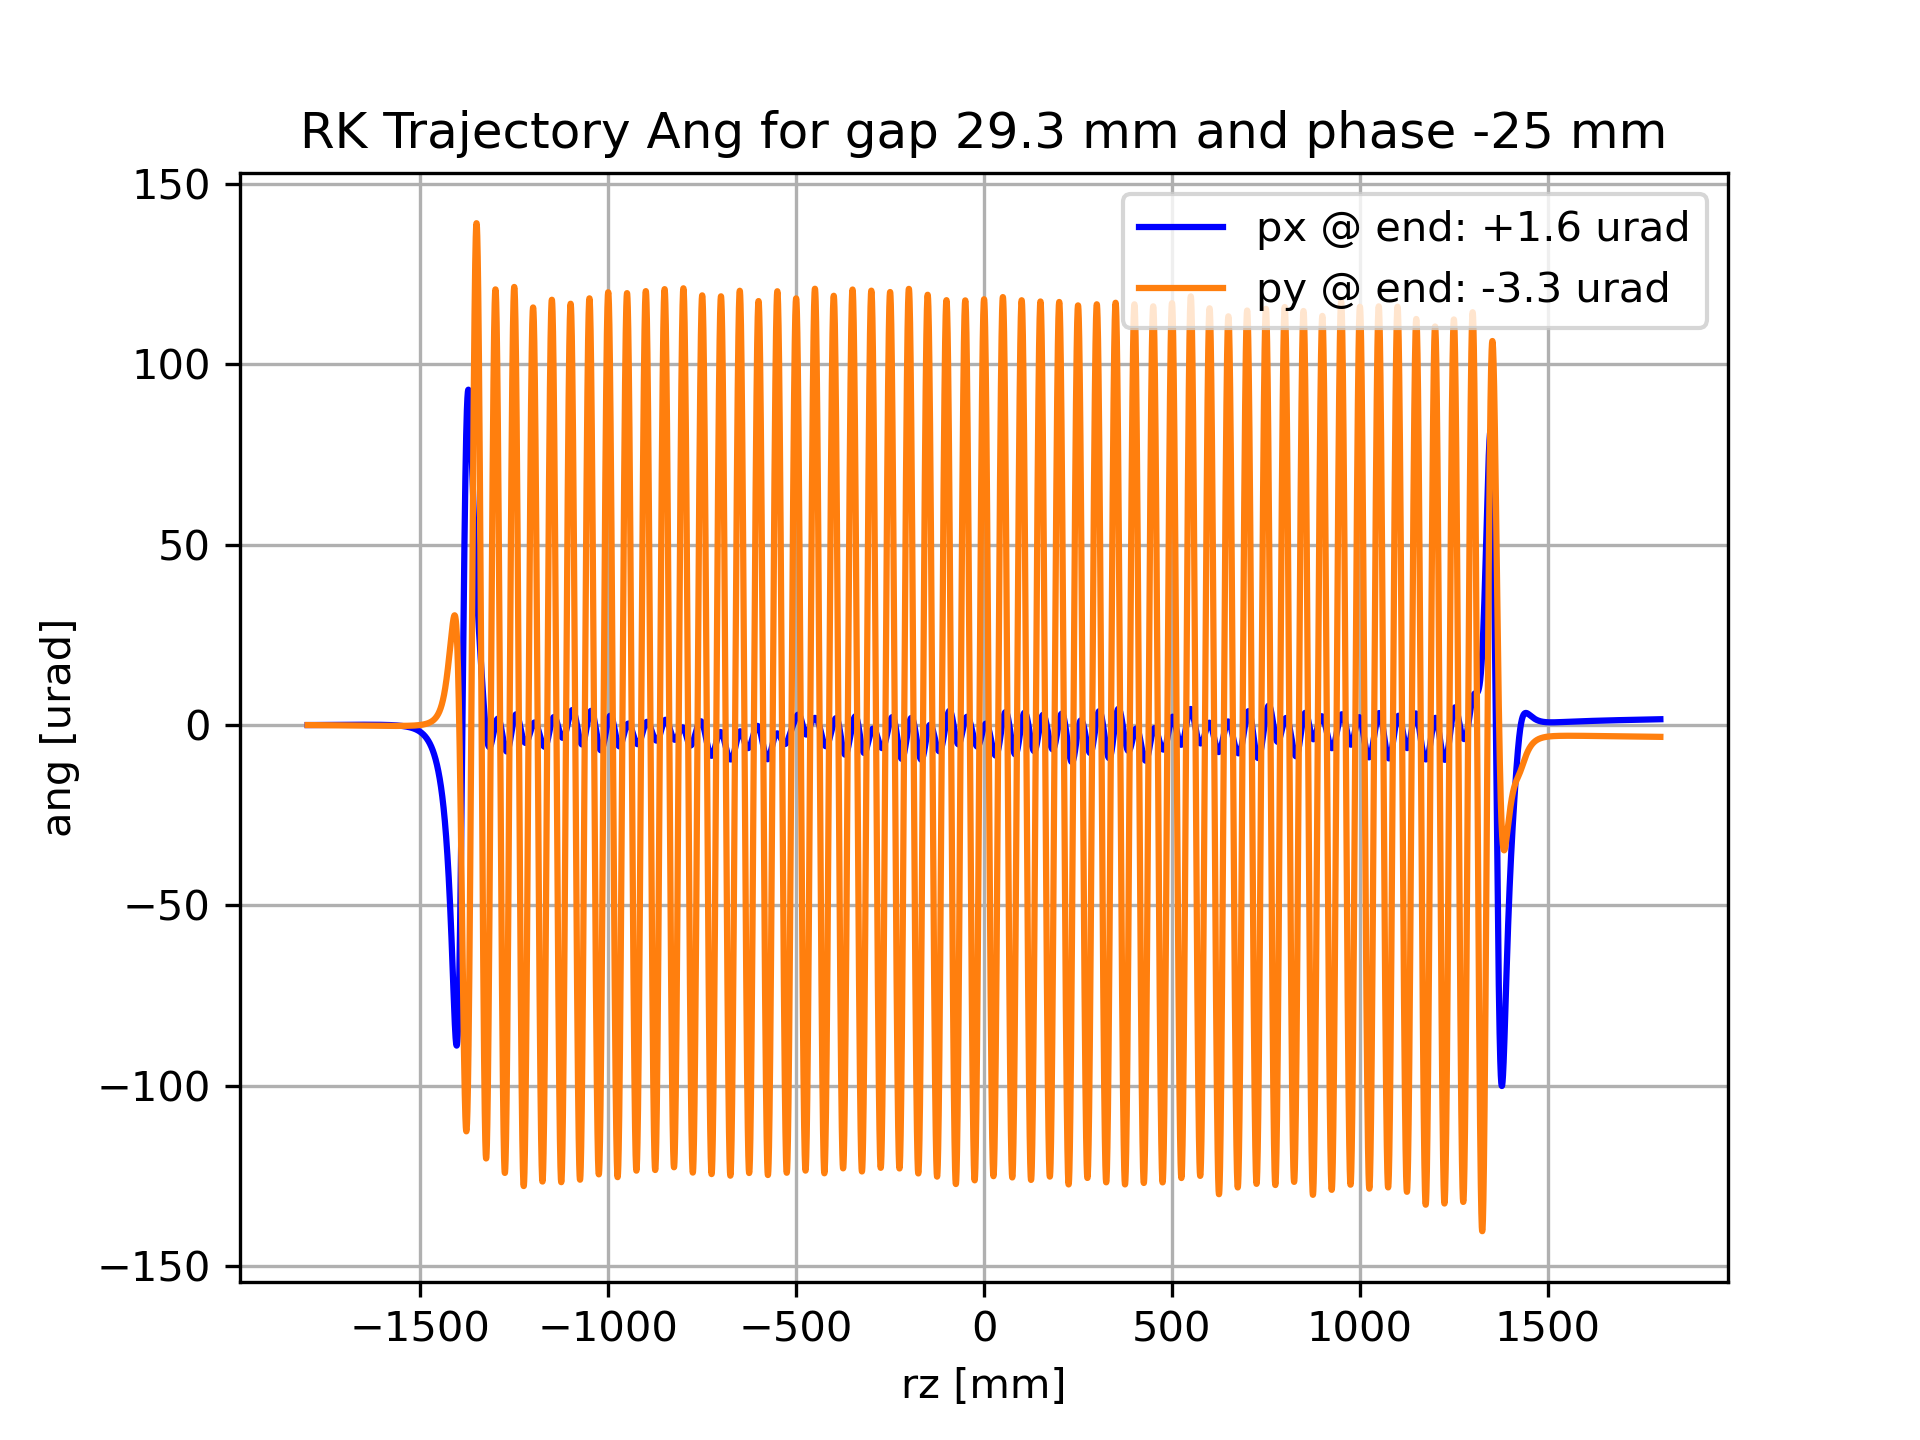 RK Trajectory Ang for gap 29.3 mm and phase -25 mm
px @ end: +1.6 urad
py @ end: -3.3 urad
150
100
50
0
−50
−100
−150
ang [urad]
−1500 −1000 −500 0 500 1000 1500
rz [mm]